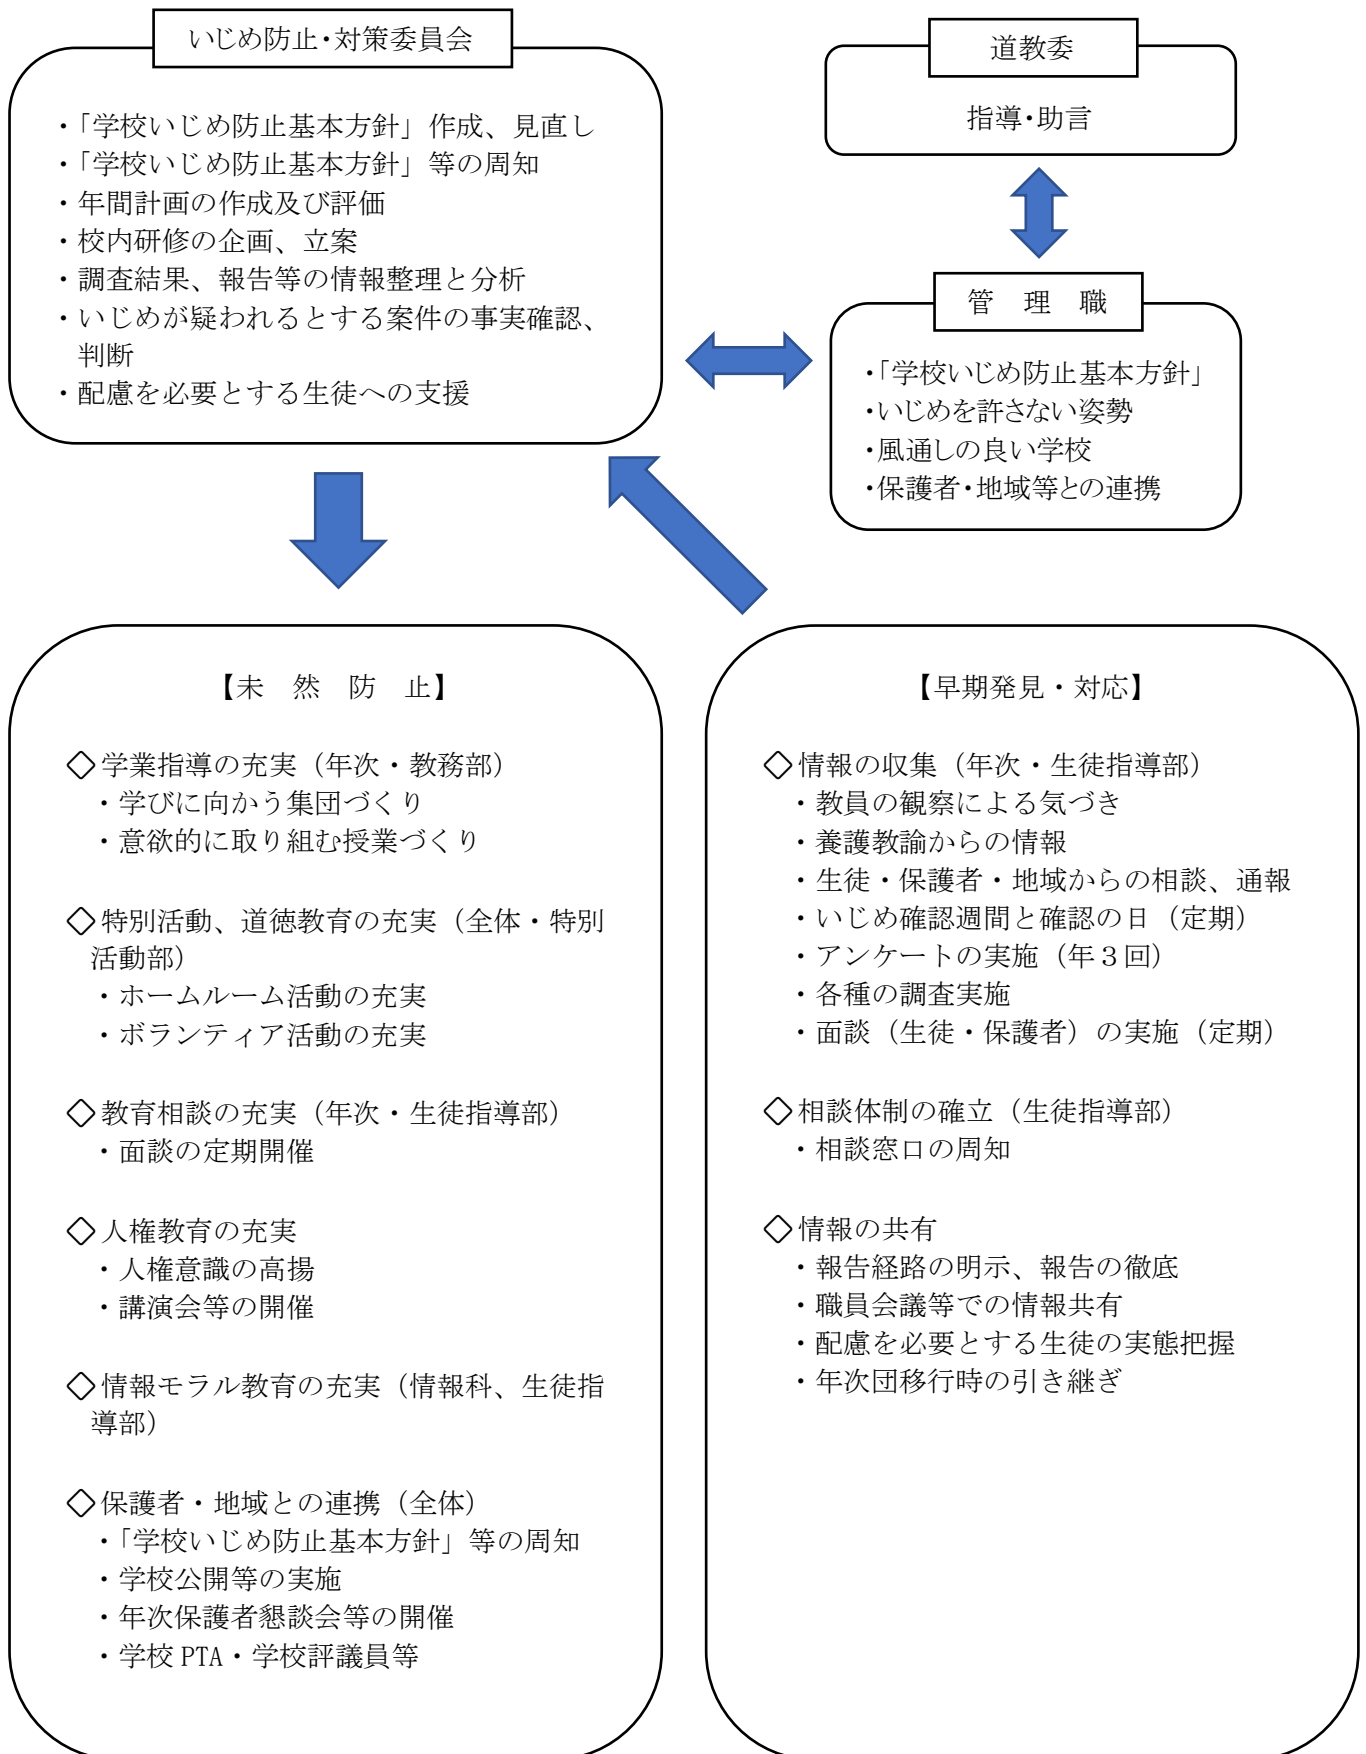 いじめ防止・対策委員会
・「学校いじめ防止基本方針」作成、見直し
・「学校いじめ防止基本方針」等の周知
・年間計画の作成及び評価
・校内研修の企画、立案
・調査結果、報告等の情報整理と分析
・いじめが疑われるとする案件の事実確認、
判断
・配慮を必要とする生徒への支援
道教委
指導・助言
管　理　職
・「学校いじめ防止基本方針」
・いじめを許さない姿勢
・風通しの良い学校
・保護者・地域等との連携
【未　然　防　止】
◇学業指導の充実（年次・教務部）
・学びに向かう集団づくり
・意欲的に取り組む授業づくり
◇特別活動、道徳教育の充実（全体・特別
活動部）
・ホームルーム活動の充実
・ボランティア活動の充実
◇教育相談の充実（年次・生徒指導部）
・面談の定期開催
◇人権教育の充実
・人権意識の高揚
・講演会等の開催
◇情報モラル教育の充実（情報科、生徒指
導部）
◇保護者・地域との連携（全体）
・「学校いじめ防止基本方針」等の周知
・学校公開等の実施
・年次保護者懇談会等の開催
・学校 PTA・学校評議員等
【早期発見・対応】
◇情報の収集（年次・生徒指導部）
・教員の観察による気づき
・養護教諭からの情報
・生徒・保護者・地域からの相談、通報
・いじめ確認週間と確認の日（定期）
・アンケートの実施（年３回）
・各種の調査実施
・面談（生徒・保護者）の実施（定期）
◇相談体制の確立（生徒指導部）
・相談窓口の周知
◇情報の共有
・報告経路の明示、報告の徹底
・職員会議等での情報共有
・配慮を必要とする生徒の実態把握
・年次団移行時の引き継ぎ